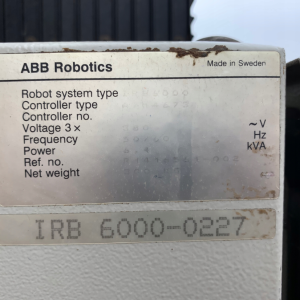 ABB Robotics Made in Sweden
Robot system type
Controller type
Controller no.
Voltage 3× ~V
Frequency Hz
Power kVA
Ref. no.
Net weight
IRB 6000-0227